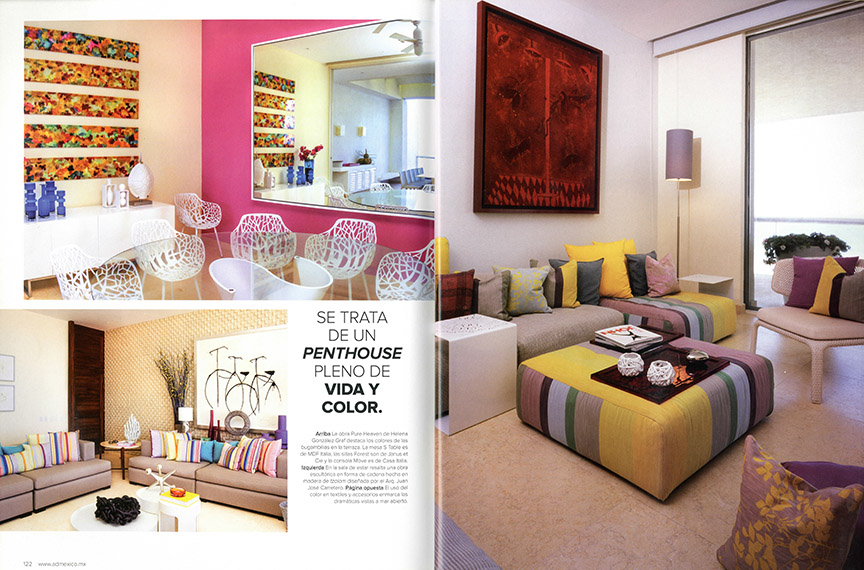 SE TRATA
DE UN
PENTHOUSE
PLENO DE
VIDA Y
COLOR.
Arriba La obra Pure Heaven de Helena
González Graf destaca los colores de las
bugambilias en la terraza. La mesa S Table es
de MDF Italia, las sillas Forest son de Janus et
Cie y la consola Move es de Casa Italia.
Izquierda En la sala de estar resalta una obra
escultórica en forma de cadena hecha en
madera de tzalam diseñada por el Arq. Juan
José Carretero. Página opuesta El uso del
color en textiles y accesorios enmarca las
dramáticas vistas a mar abierto.
122 www.admexico.mx